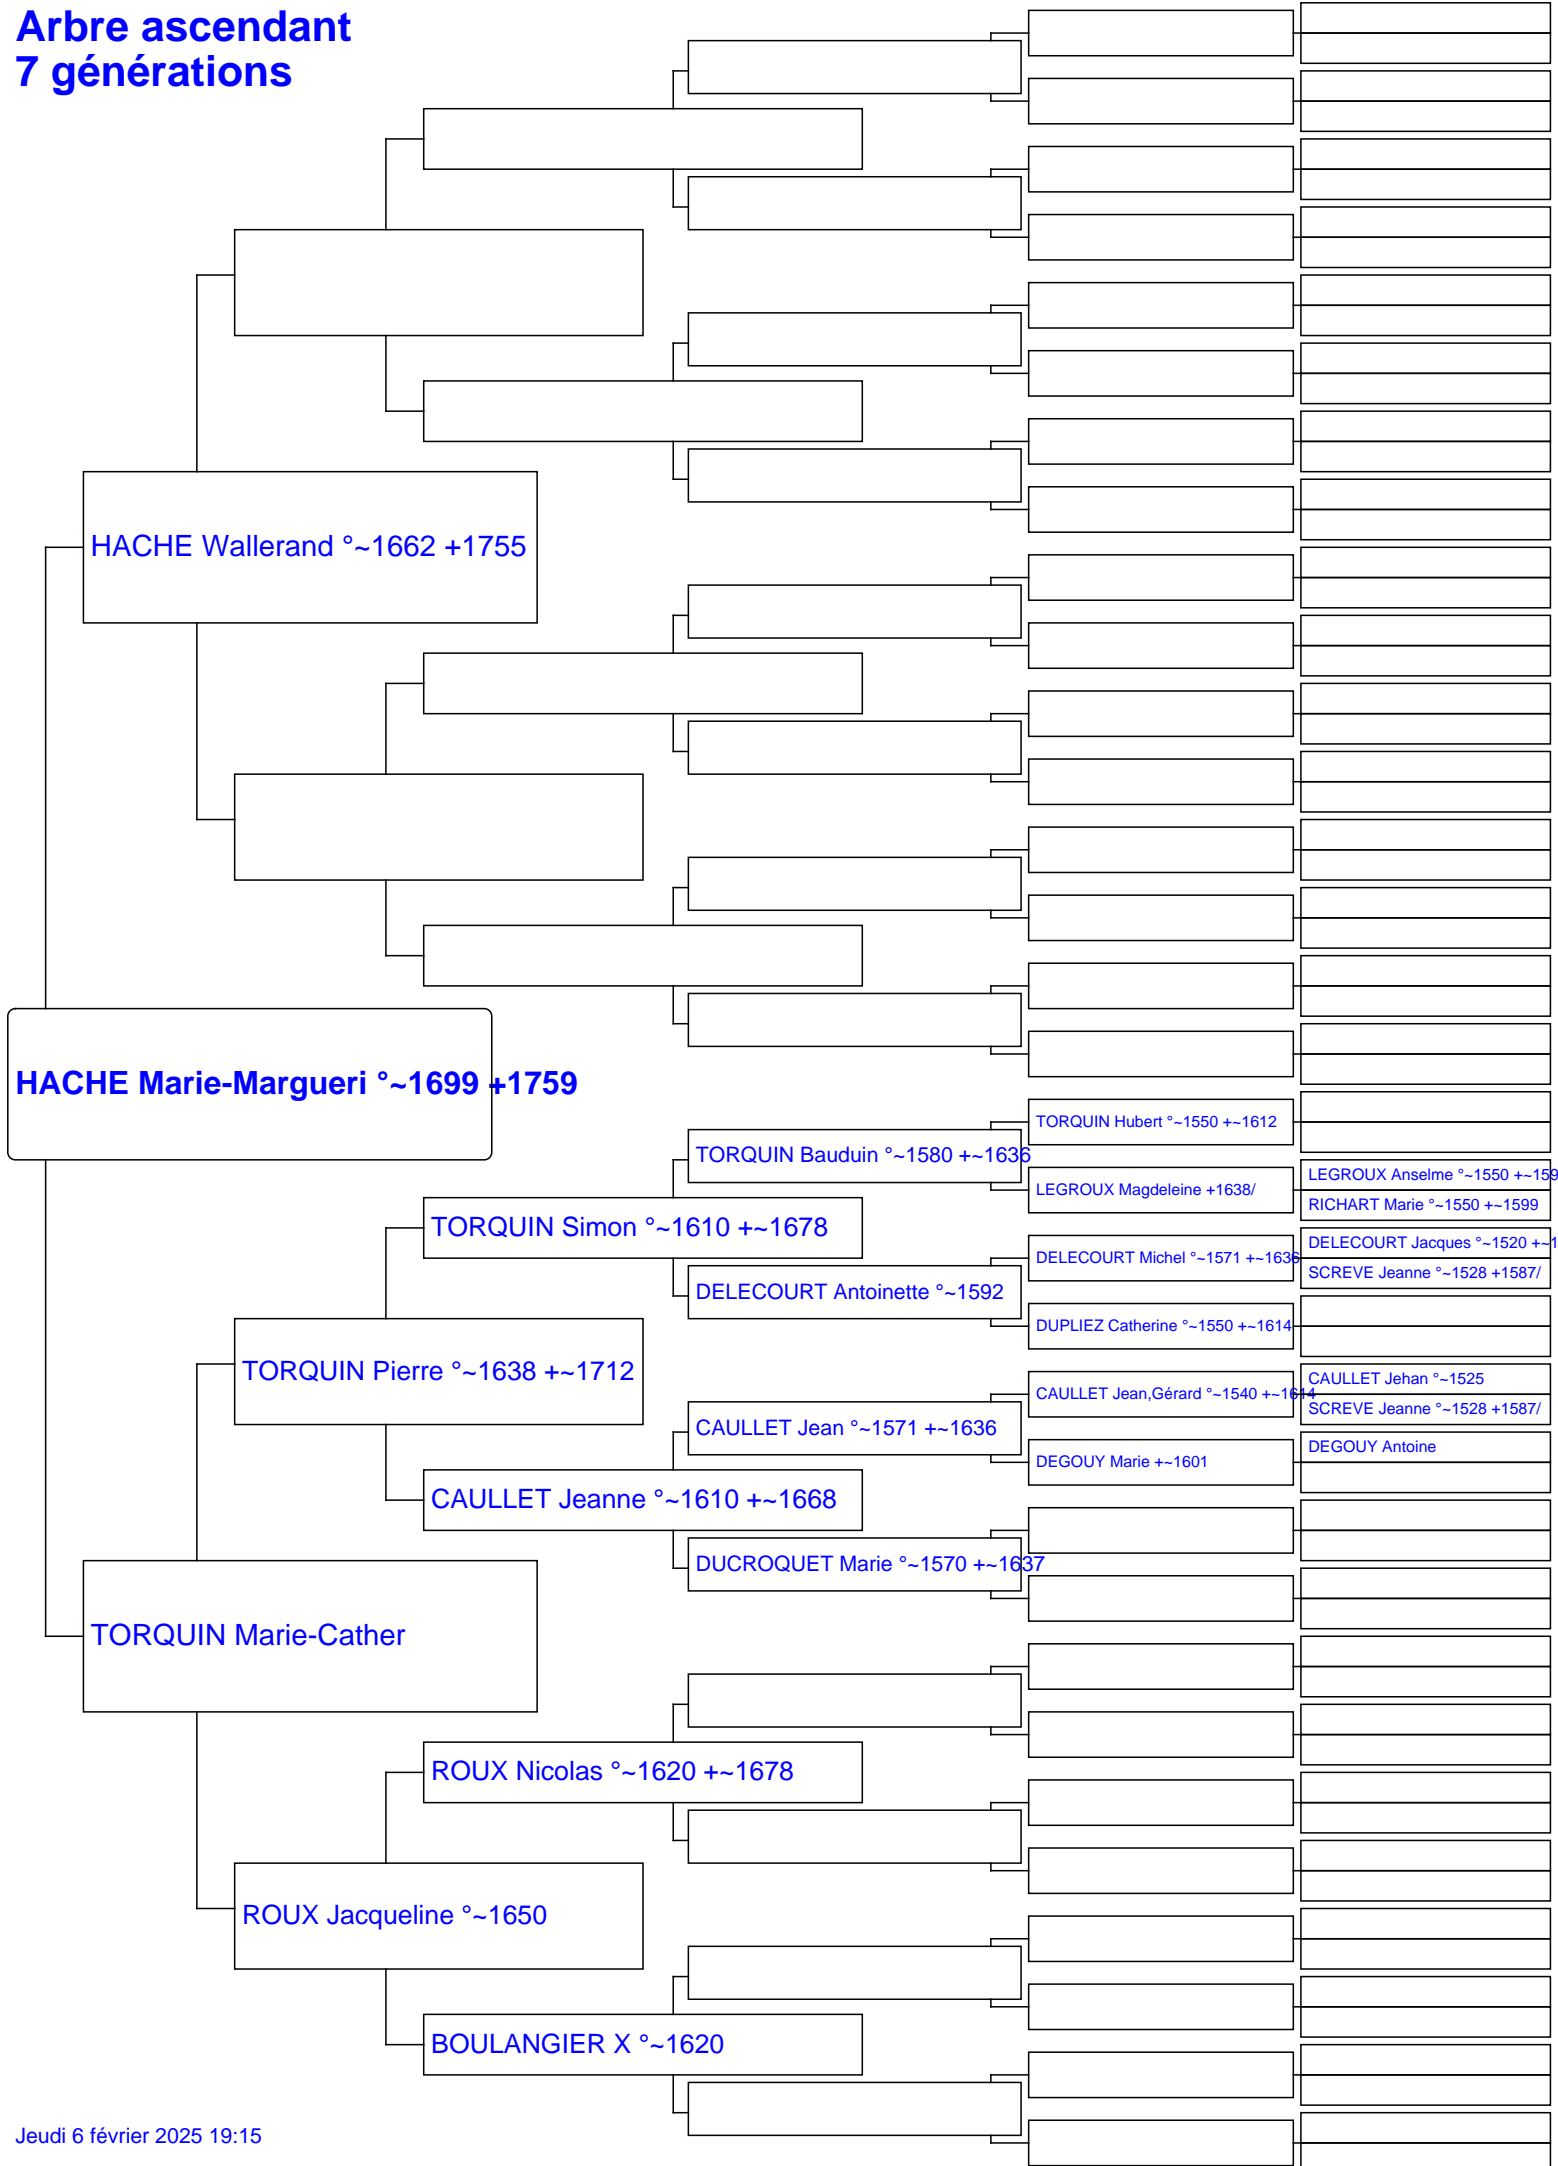 Arbre ascendant
7 générations
HACHE Wallerand °~1662 +1755
HACHE Marie-Margueri °~1699 +1759
TORQUIN Hubert °~1550 +~1612
TORQUIN Bauduin °~1580 +~1636
LEGROUX Anselme °~1550 +~159
LEGROUX Magdeleine +1638/
RICHART Marie °~1550 +~1599
TORQUIN Simon °~1610 +~1678
DELECOURT Jacques °~1520 +~1
DELECOURT Michel °~1571 +~1636
SCREVE Jeanne °~1528 +1587/
DELECOURT Antoinette °~1592
DUPLIEZ Catherine °~1550 +~1614
TORQUIN Pierre °~1638 +~1712
CAULLET Jehan °~1525
CAULLET Jean,Gérard °~1540 +~1614
SCREVE Jeanne °~1528 +1587/
CAULLET Jean °~1571 +~1636
DEGOUY Antoine
DEGOUY Marie +~1601
CAULLET Jeanne °~1610 +~1668
DUCROQUET Marie °~1570 +~1637
TORQUIN Marie-Cather
ROUX Nicolas °~1620 +~1678
ROUX Jacqueline °~1650
BOULANGIER X °~1620
Jeudi 6 février 2025 19:15